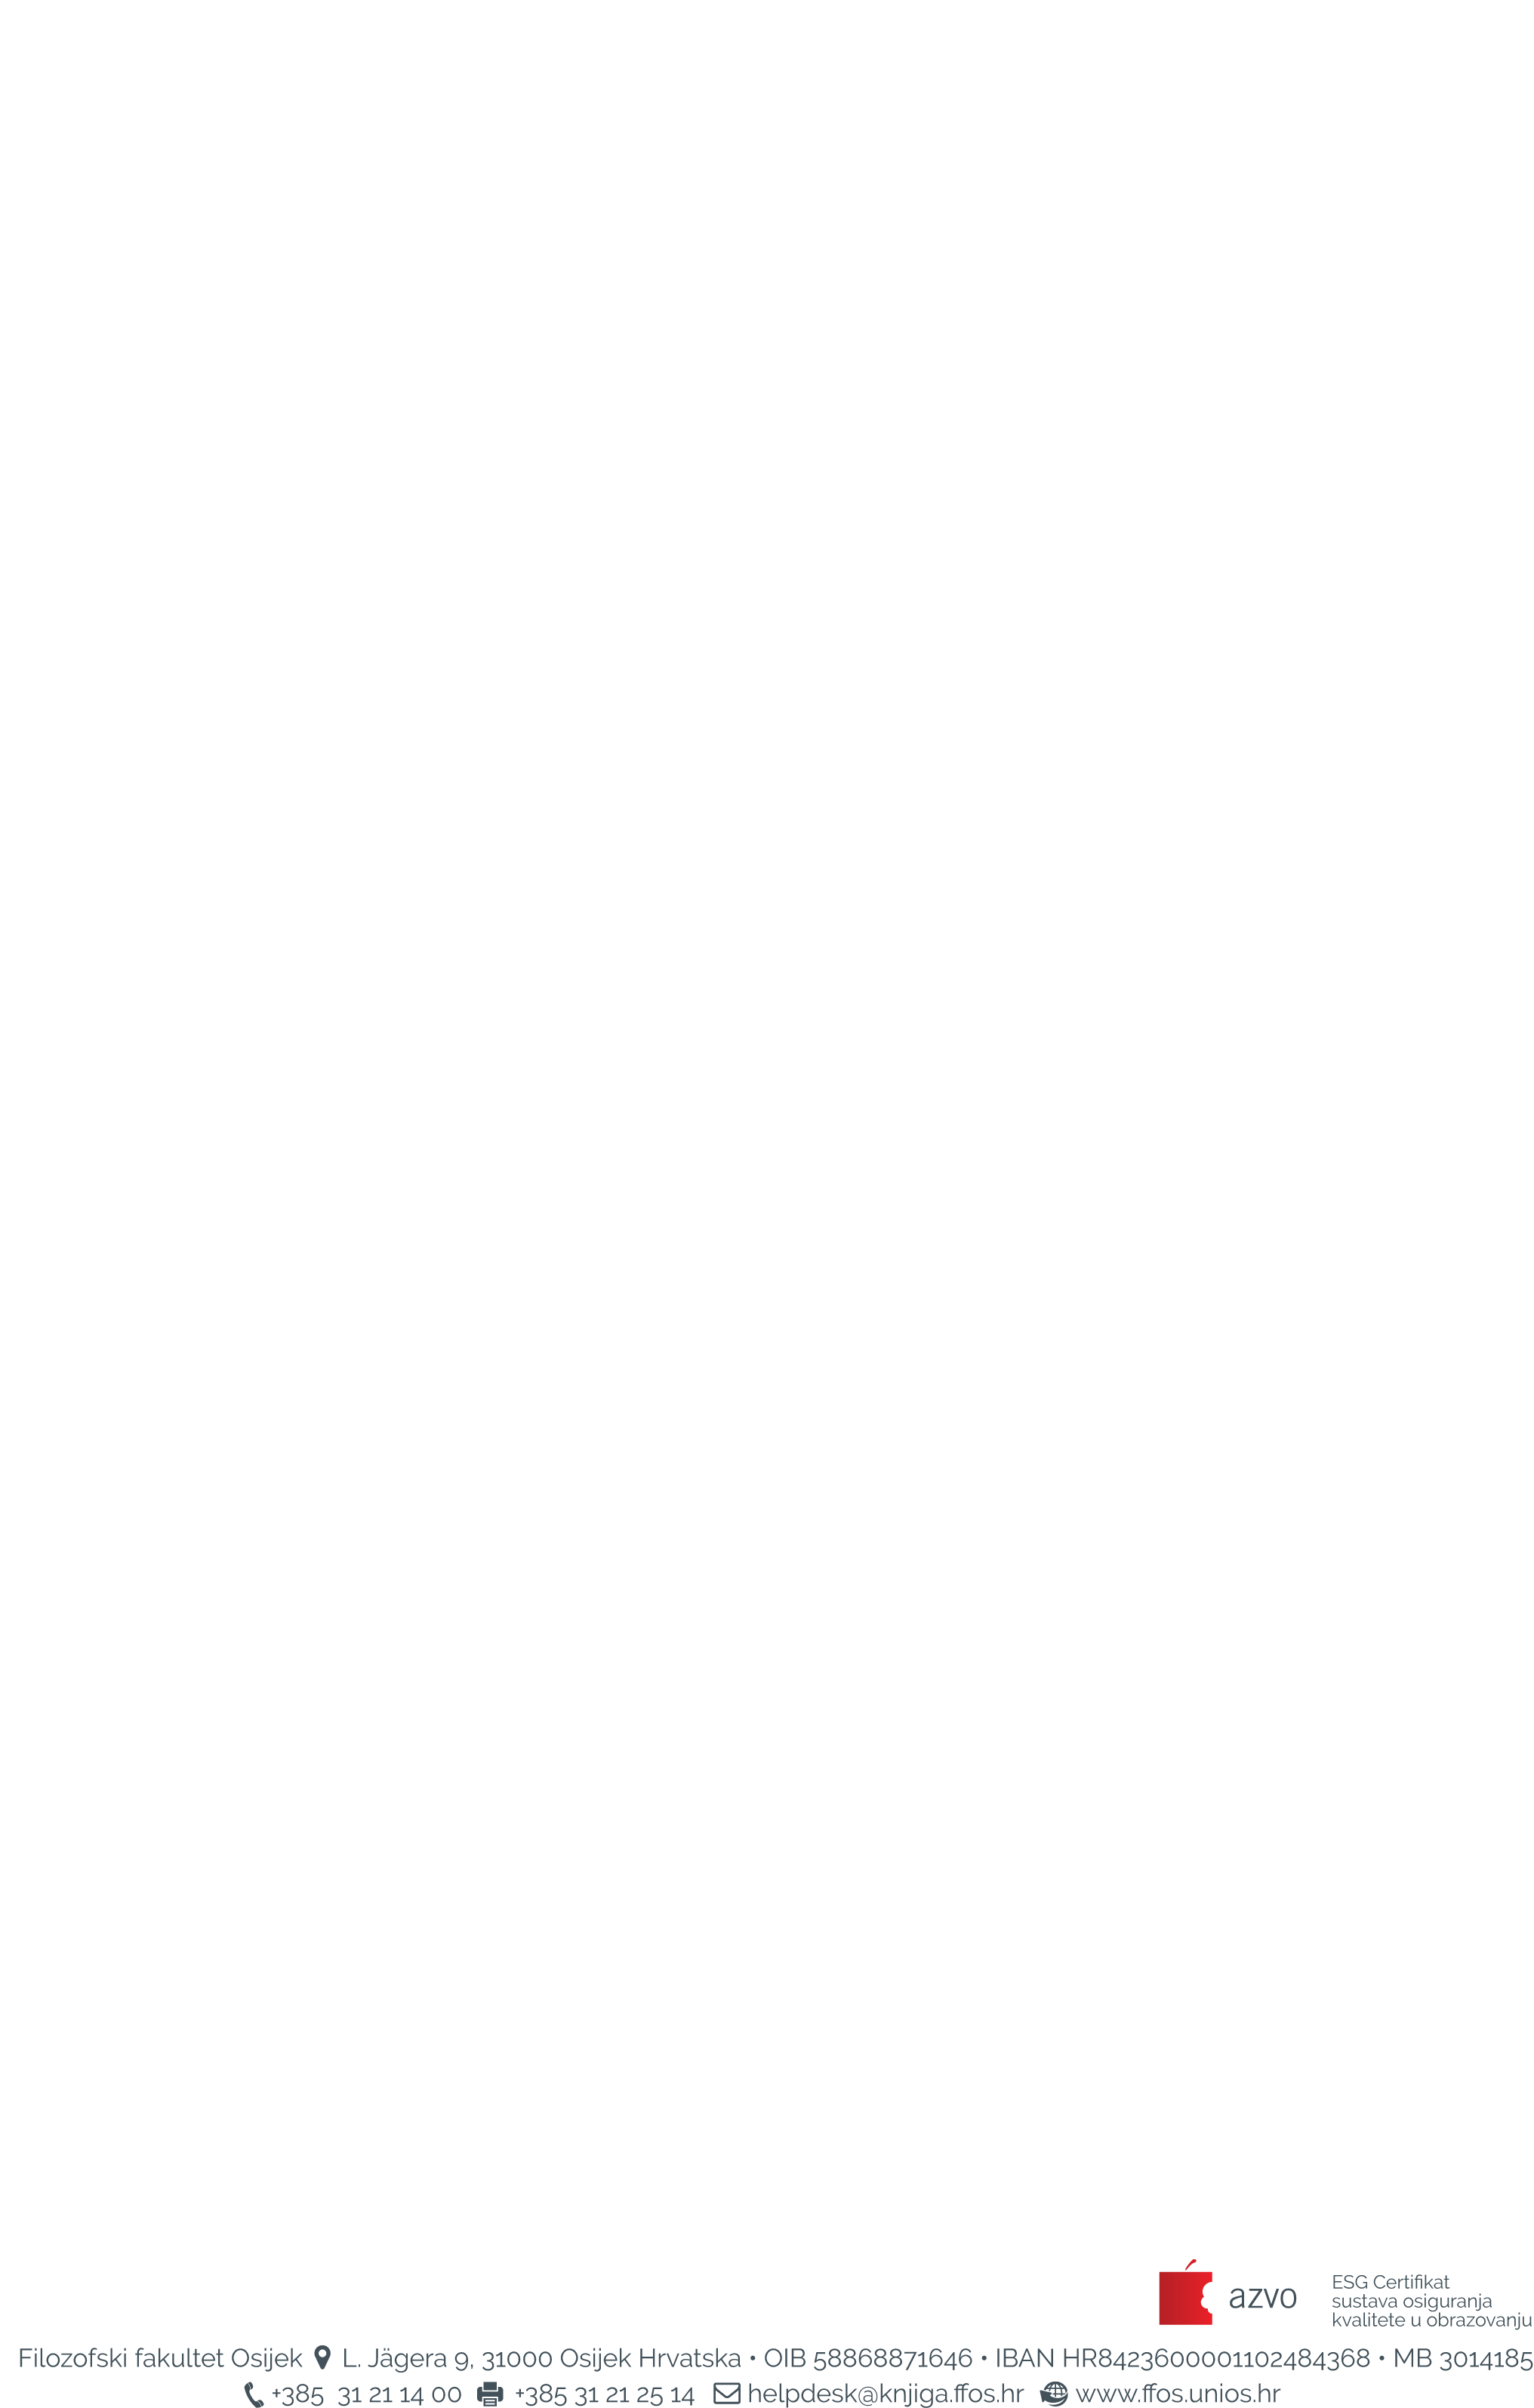 azvo
ESG Certifikat
sustava osiguranja
kvalitete u obrazovanju
Filozofski fakultet Osijek L. Jägera 9, 31000 Osijek Hrvatska • OIB 58868871646 • IBAN HR8423600001102484368 • MB 3014185
+385 31 21 14 00 +385 31 21 25 14 helpdesk@knjiga.ffos.hr www.ffos.unios.hr